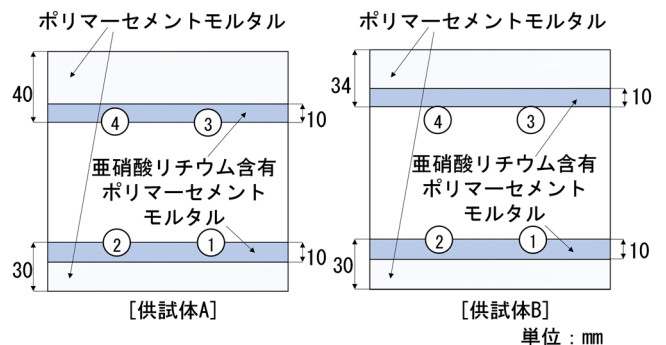 ポリマーセメントモルタル
40
10
④
③
亜硝酸リチウム含有
ポリマーセメント
モルタル
②
①
30
10
[供試体A]
ポリマーセメントモルタル
34
10
④
③
亜硝酸リチウム含有
ポリマーセメント
モルタル
②
①
30
10
[供試体B]
単位：mm